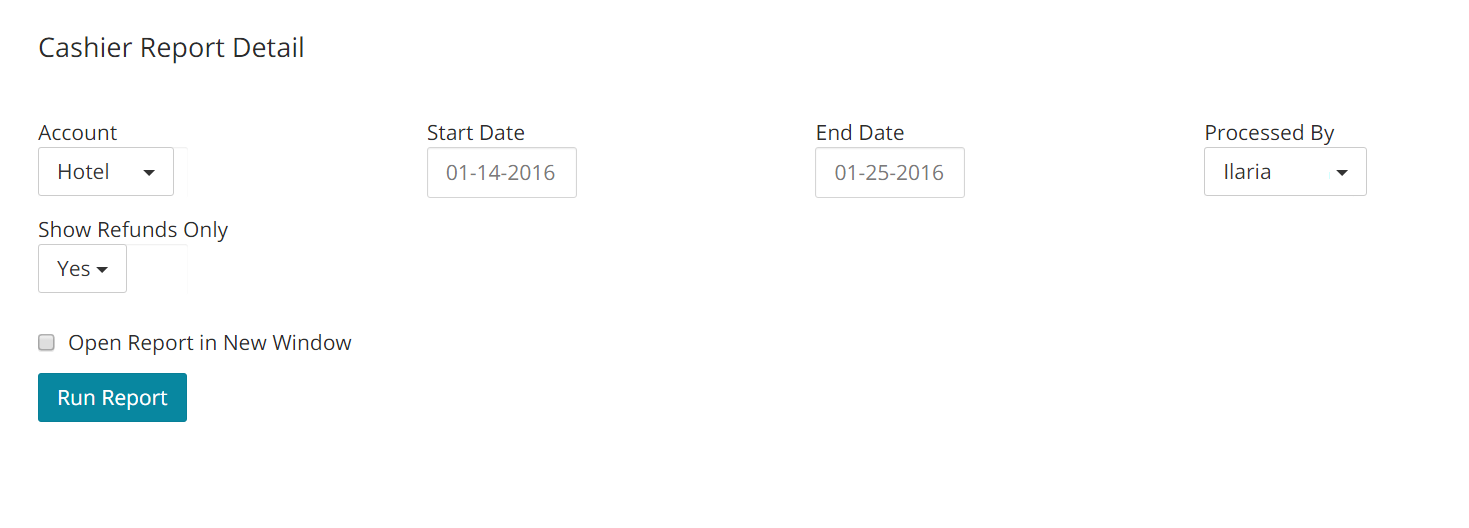 Cashier Report Detail
Account
Start Date
End Date
Processed By
Hotel
01-14-2016
01-25-2016
Ilaria
Show Refunds Only
Yes
Open Report in New Window
Run Report